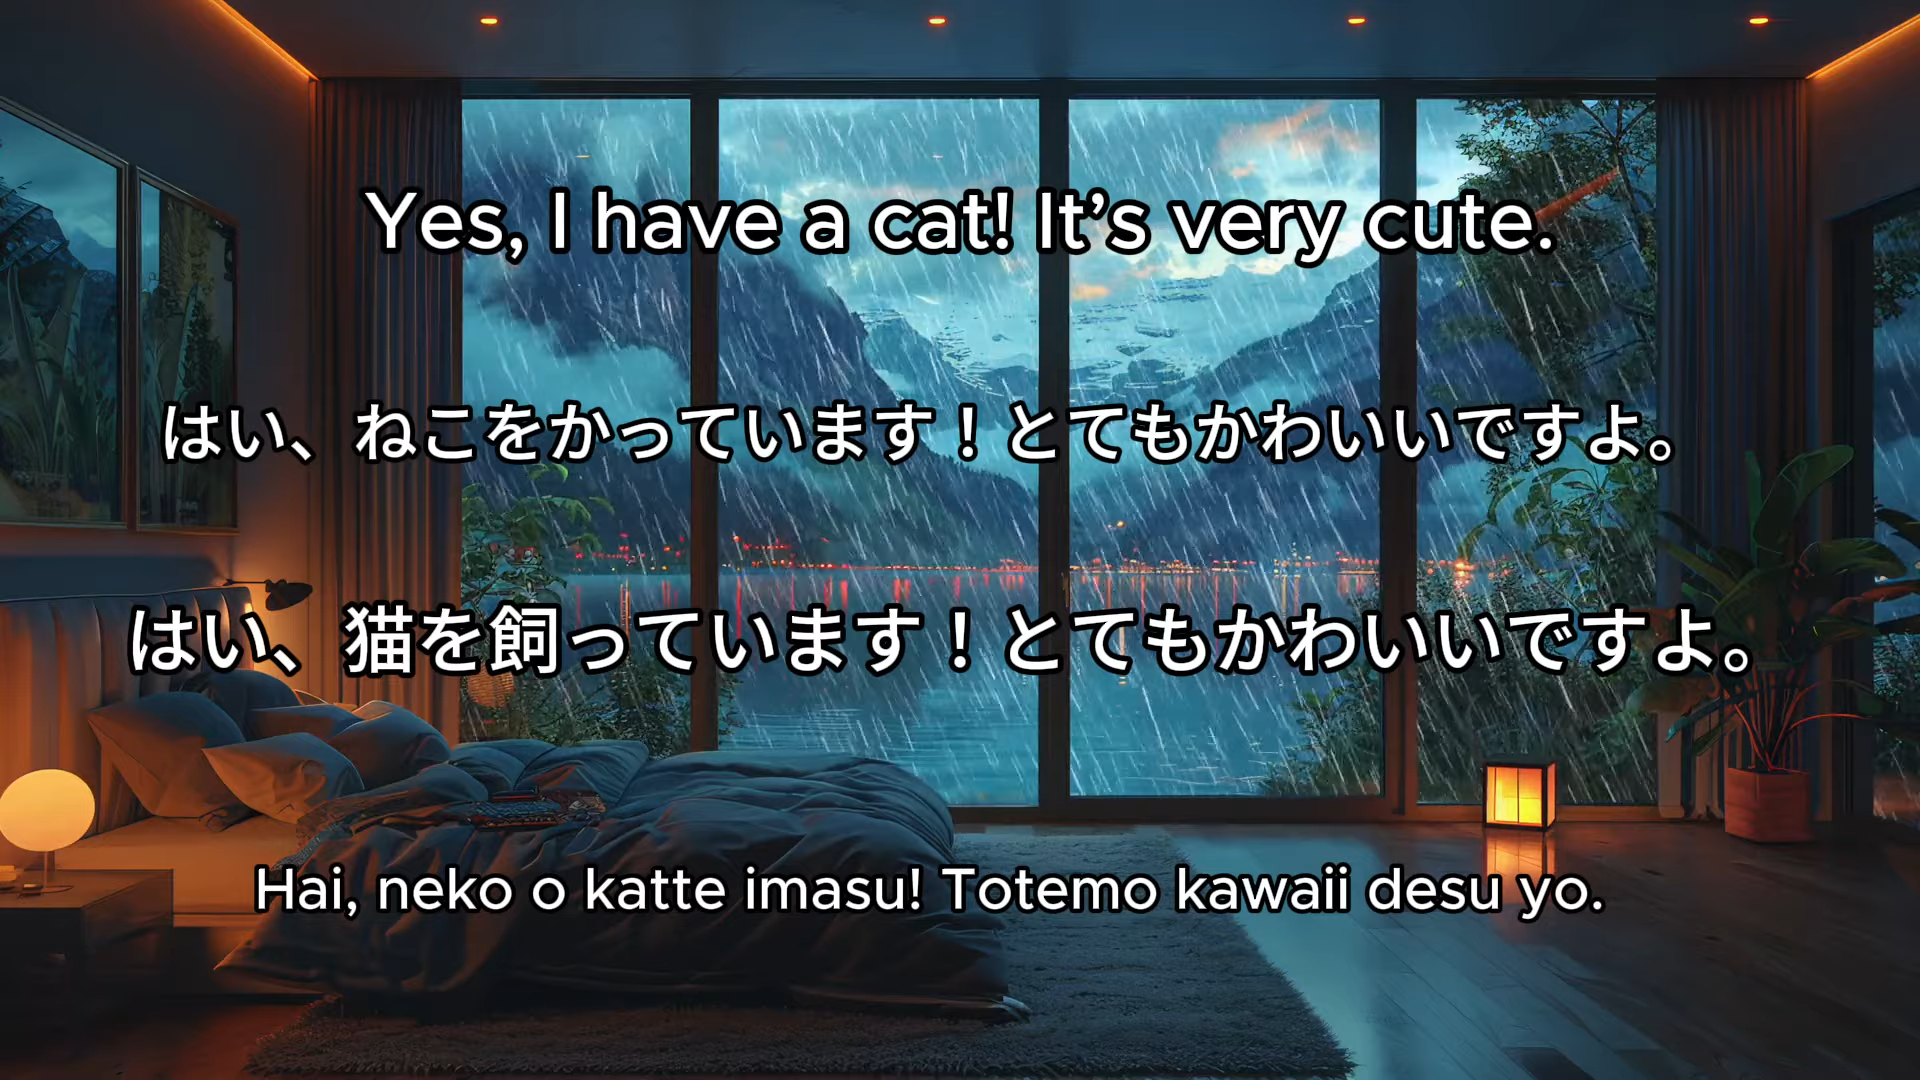 Yes, I have a cat! It’s very cute.
はい、ねこをかっています！とてもかわいいですよ。
はい、猫を飼っています！とてもかわいいですよ。
Hai, neko o katte imasu! Totemo kawaii desu yo.